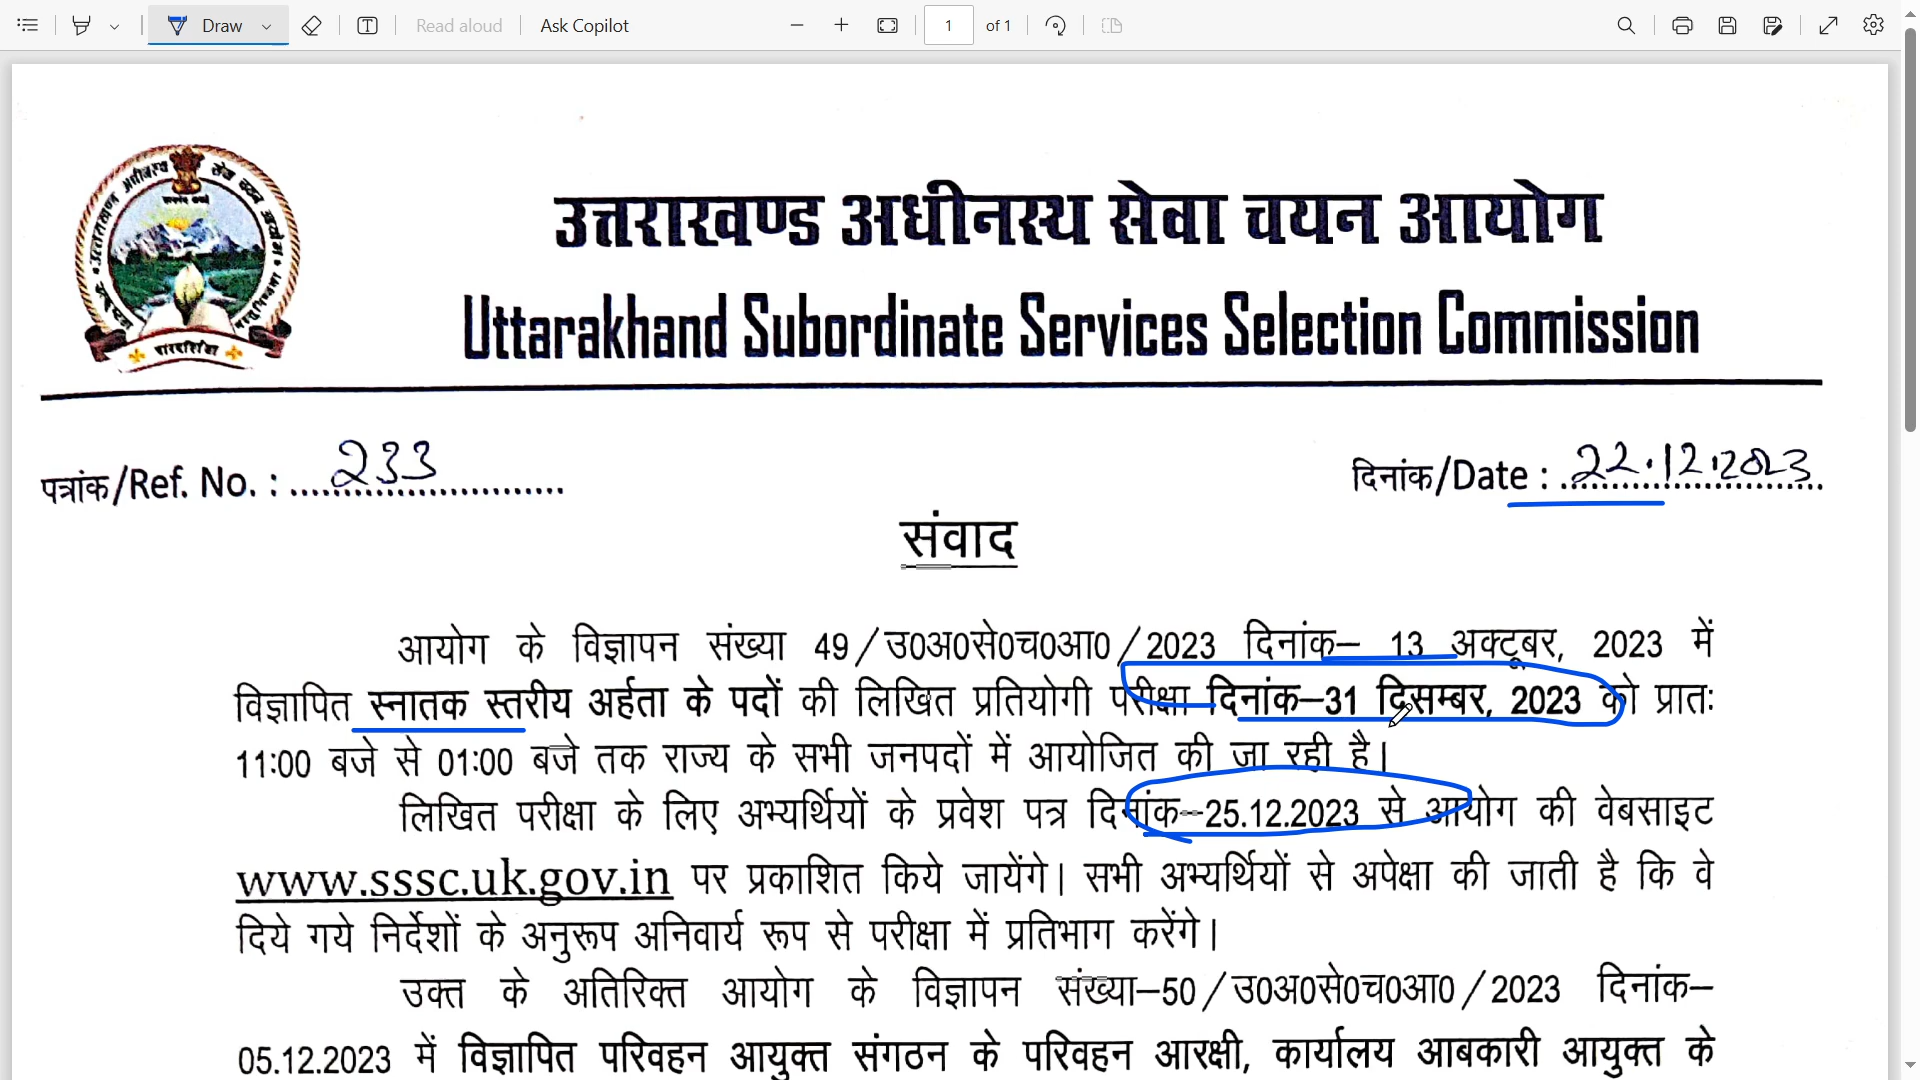 Draw
Read aloud
Ask Copilot
1
of 1
उत्तराखण्ड अधीनस्थ सेवा चयन आयोग
Uttarakhand Subordinate Services Selection Commission
पत्रांक/Ref. No. : 233
दिनांक/Date : 22.12.2023
संवाद
आयोग के विज्ञापन संख्या 49/उ0अ0से0च0आ0/2023 दिनांक– 13 अक्टूबर, 2023 में
विज्ञापित स्नातक स्तरीय अर्हता के पदों की लिखित प्रतियोगी परीक्षा दिनांक–31 दिसम्बर, 2023 को प्रातः
11:00 बजे से 01:00 बजे तक राज्य के सभी जनपदों में आयोजित की जा रही है।
लिखित परीक्षा के लिए अभ्यर्थियों के प्रवेश पत्र दिनांक–25.12.2023 से आयोग की वेबसाइट
www.sssc.uk.gov.in पर प्रकाशित किये जायेंगे। सभी अभ्यर्थियों से अपेक्षा की जाती है कि वे
दिये गये निर्देशों के अनुरूप अनिवार्य रूप से परीक्षा में प्रतिभाग करेंगे।
उक्त के अतिरिक्त आयोग के विज्ञापन संख्या–50/उ0अ0से0च0आ0/2023 दिनांक–
05.12.2023 में विज्ञापित परिवहन आयुक्त संगठन के परिवहन आरक्षी, कार्यालय आबकारी आयुक्त के